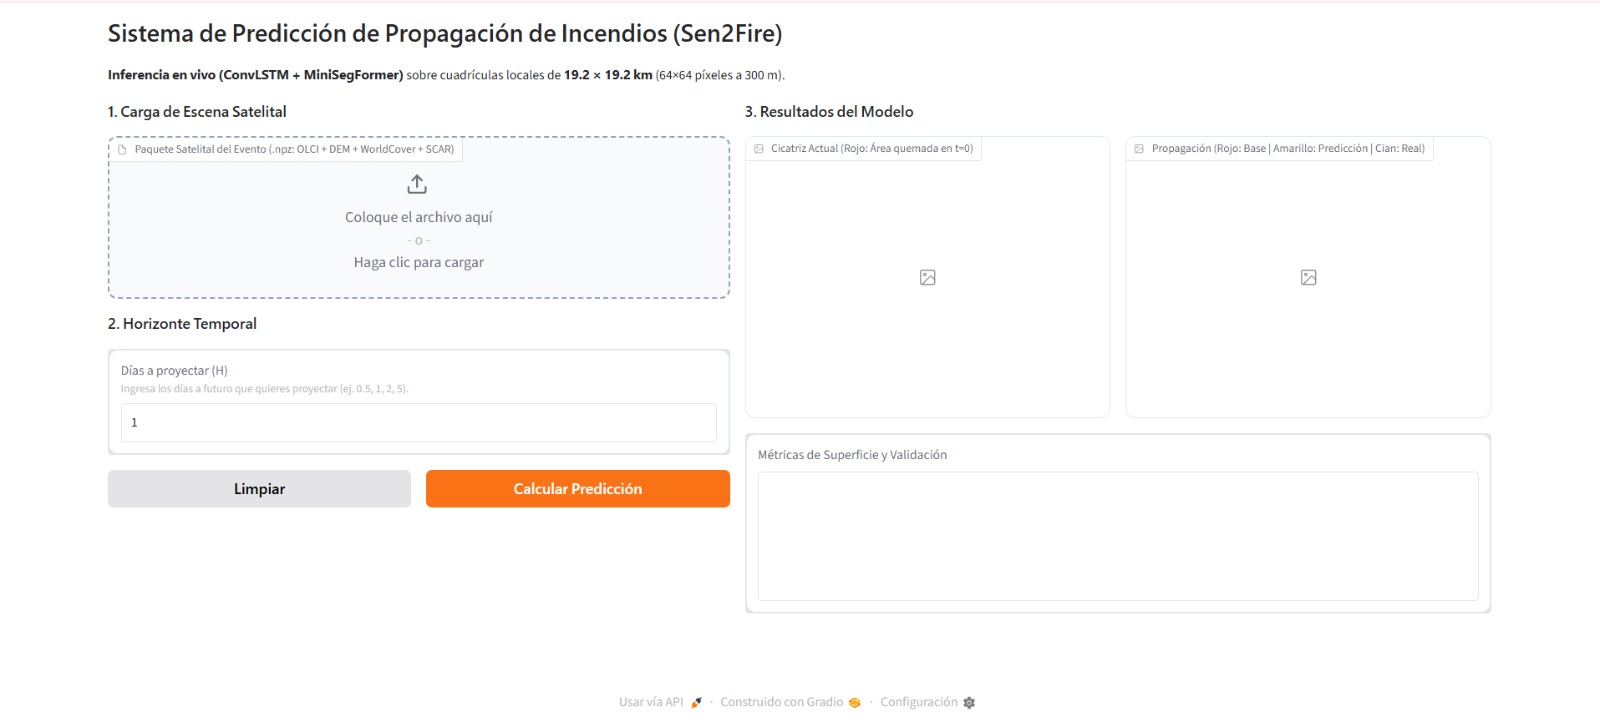 Sistema de Predicción de Propagación de Incendios (Sen2Fire)
Inferencia en vivo (ConvLSTM + MiniSegFormer) sobre cuadrículas locales de 19.2 × 19.2 km (64×64 píxeles a 300 m).
1. Carga de Escena Satelital
Paquete Satelital del Evento (.npz: OLCI + DEM + WorldCover + SCAR)
Coloque el archivo aquí
- o -
Haga clic para cargar
2. Horizonte Temporal
Días a proyectar (H)
Ingresa los días a futuro que quieres proyectar (ej. 0.5, 1, 2, 5).
1
Limpiar
Calcular Predicción
3. Resultados del Modelo
Cicatriz Actual (Rojo: Área quemada en t=0)
Propagación (Rojo: Base | Amarillo: Predicción | Cian: Real)
Métricas de Superficie y Validación
Usar vía API · Construido con Gradio · Configuración